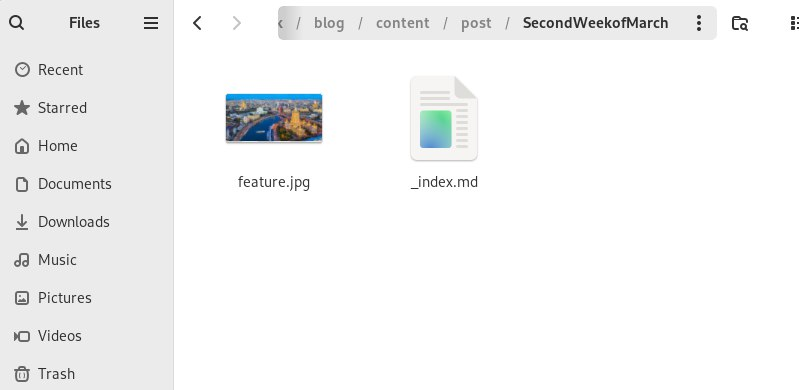 Files
/ blog / content / post / SecondWeekofMarch
Recent
Starred
Home
Documents
Downloads
Music
Pictures
Videos
Trash
feature.jpg
_index.md